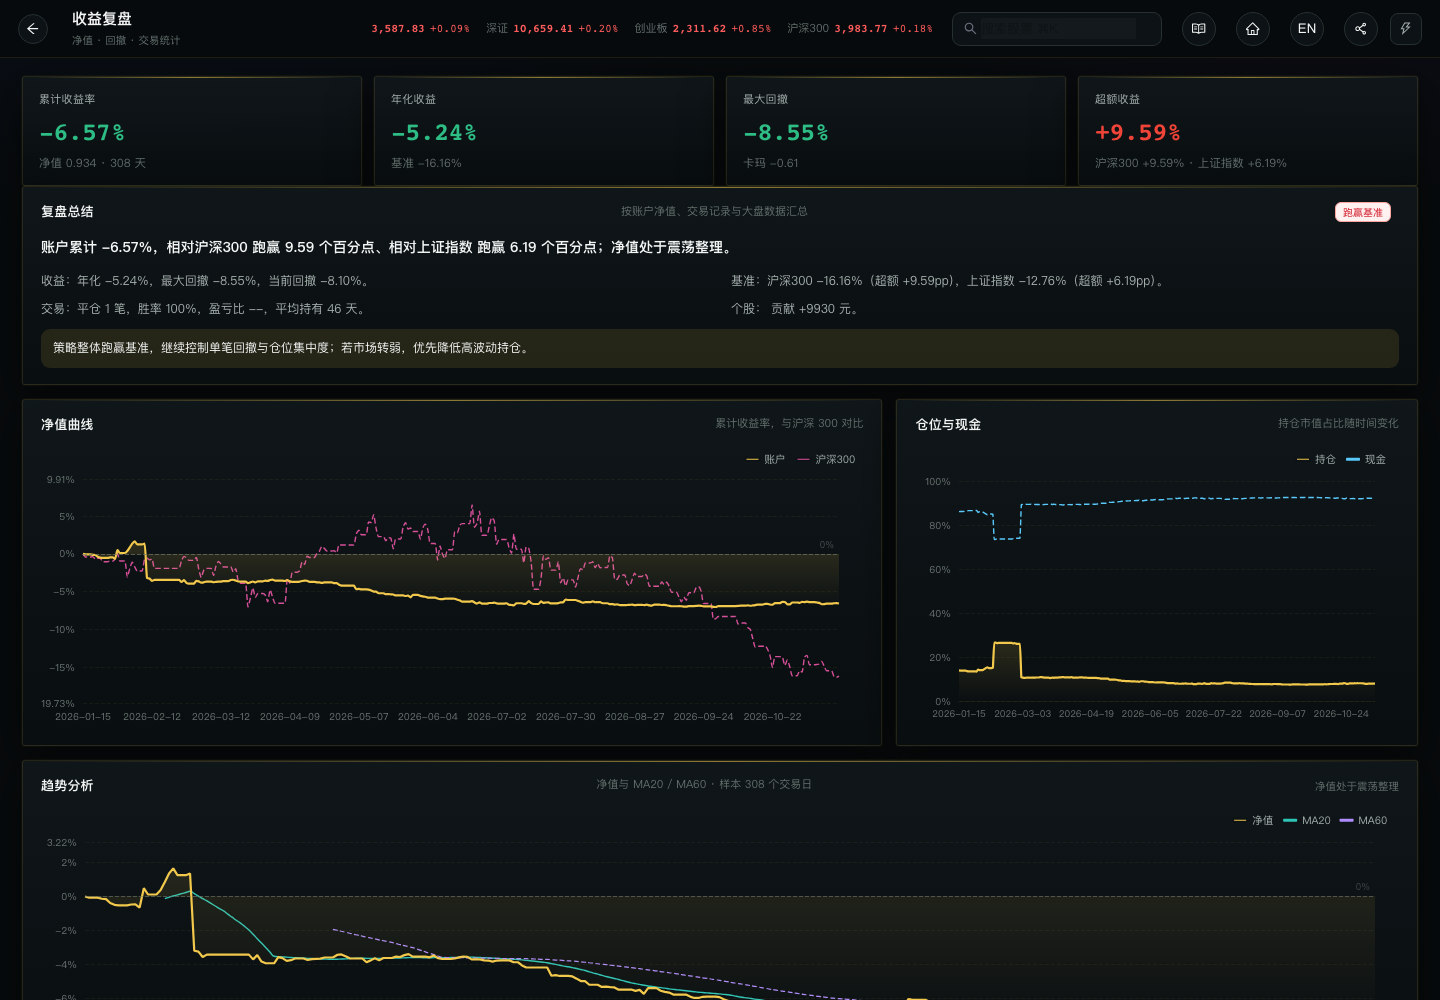 收益复盘
净值 · 回撤 · 交易统计
3,587.83 +0.09% 深证 10,659.41 +0.20% 创业板 2,311.62 +0.85% 沪深300 3,983.77 +0.18%
EN
累计收益率
-6.57%
净值 0.934 · 308 天
年化收益
-5.24%
基准 -16.16%
最大回撤
-8.55%
卡玛 -0.61
超额收益
+9.59%
沪深300 +9.59% · 上证指数 +6.19%
复盘总结
按账户净值、交易记录与大盘数据汇总
跑赢基准
账户累计 -6.57%，相对沪深300 跑赢 9.59 个百分点、相对上证指数 跑赢 6.19 个百分点；净值处于震荡整理。
收益：年化 -5.24%，最大回撤 -8.55%，当前回撤 -8.10%。
基准：沪深300 -16.16%（超额 +9.59pp），上证指数 -12.76%（超额 +6.19pp）。
交易：平仓 1 笔，胜率 100%，盈亏比 --，平均持有 46 天。
个股： 贡献 +9930 元。
策略整体跑赢基准，继续控制单笔回撤与仓位集中度；若市场转弱，优先降低高波动持仓。
净值曲线
累计收益率，与沪深 300 对比
账户 沪深300
9.91%
5%
0%
0%
-5%
-10%
-15%
19.73%
2026-01-15 2026-02-12 2026-03-12 2026-04-09 2026-05-07 2026-06-04 2026-07-02 2026-07-30 2026-08-27 2026-09-24 2026-10-22
仓位与现金
持仓市值占比随时间变化
持仓 现金
100%
80%
60%
40%
20%
0%
2026-01-15 2026-03-03 2026-04-19 2026-06-05 2026-07-22 2026-09-07 2026-10-24
趋势分析
净值与 MA20 / MA60 · 样本 308 个交易日
净值处于震荡整理
净值 MA20 MA60
3.22%
2%
0%
0%
-2%
-4%
-6%